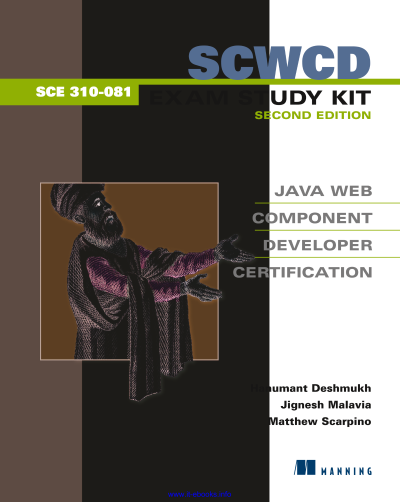 SCWCD
SCE 310-081
EXAM STUDY KIT
SECOND EDITION
JAVA WEB
COMPONENT
DEVELOPER
CERTIFICATION
Hanumant Deshmukh
Jignesh Malavia
Matthew Scarpino
MANNING